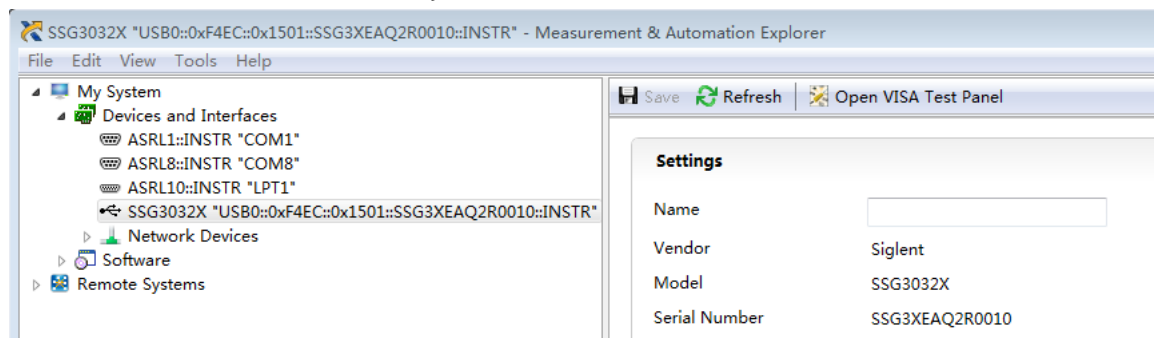 SSG3032X "USB0::0xF4EC::0x1501::SSG3XEAQ2R0010::INSTR" - Measurement & Automation Explorer
File Edit View Tools Help
My System
Devices and Interfaces
ASRL1::INSTR "COM1"
ASRL8::INSTR "COM8"
ASRL10::INSTR "LPT1"
SSG3032X "USB0::0xF4EC::0x1501::SSG3XEAQ2R0010::INSTR"
Network Devices
Software
Remote Systems
Save Refresh Open VISA Test Panel
Settings
Name
Vendor Siglent
Model SSG3032X
Serial Number SSG3XEAQ2R0010